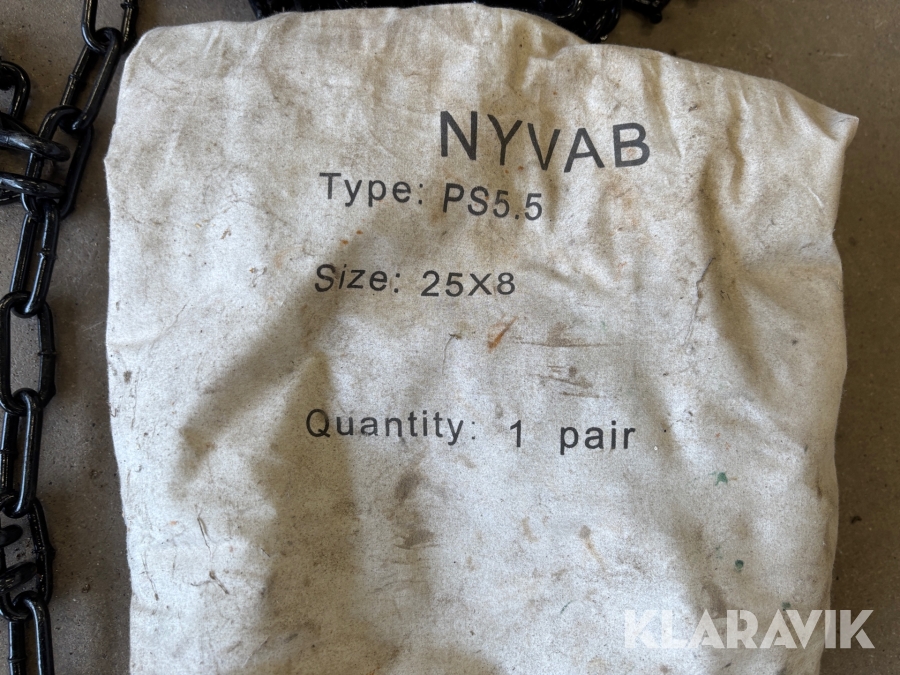 NYVAB
Type: PS5.5
Size: 25X8
Quantity: 1 pair
KLARAVIK